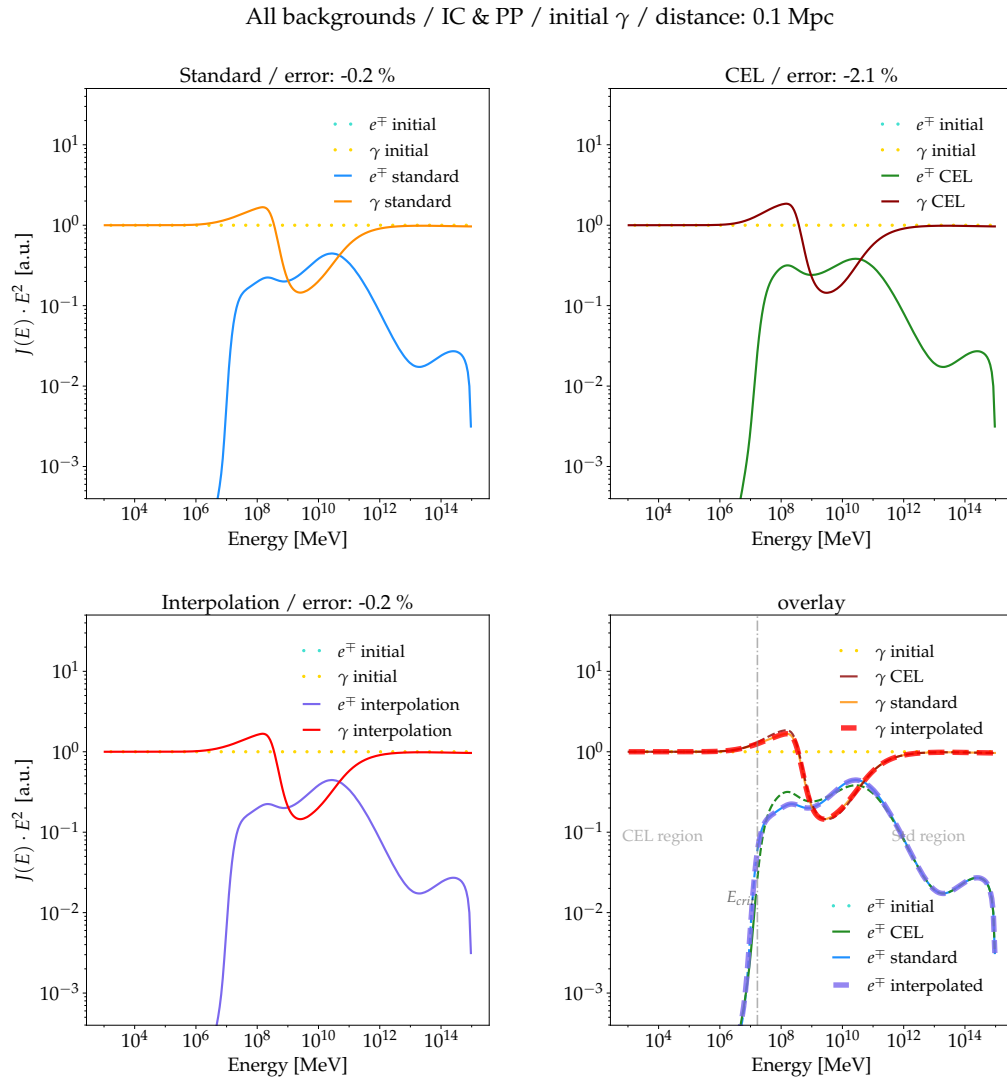 All backgrounds / IC & PP / initial γ / distance: 0.1 Mpc
Standard / error: -0.2 %
e∓ initial
γ initial
e∓ standard
γ standard
10¹
10⁰
10⁻¹
10⁻²
10⁻³
J(E) · E² [a.u.]
10⁴ 10⁶ 10⁸ 10¹⁰ 10¹² 10¹⁴
Energy [MeV]
CEL / error: -2.1 %
e∓ initial
γ initial
e∓ CEL
γ CEL
10¹
10⁰
10⁻¹
10⁻²
10⁻³
10⁴ 10⁶ 10⁸ 10¹⁰ 10¹² 10¹⁴
Energy [MeV]
Interpolation / error: -0.2 %
e∓ initial
γ initial
e∓ interpolation
γ interpolation
10¹
10⁰
10⁻¹
10⁻²
10⁻³
J(E) · E² [a.u.]
10⁴ 10⁶ 10⁸ 10¹⁰ 10¹² 10¹⁴
Energy [MeV]
overlay
γ initial
γ CEL
γ standard
γ interpolated
10¹
10⁰
10⁻¹
10⁻²
10⁻³
CEL region
Std region
E_crit
e∓ initial
e∓ CEL
e∓ standard
e∓ interpolated
10⁴ 10⁶ 10⁸ 10¹⁰ 10¹² 10¹⁴
Energy [MeV]